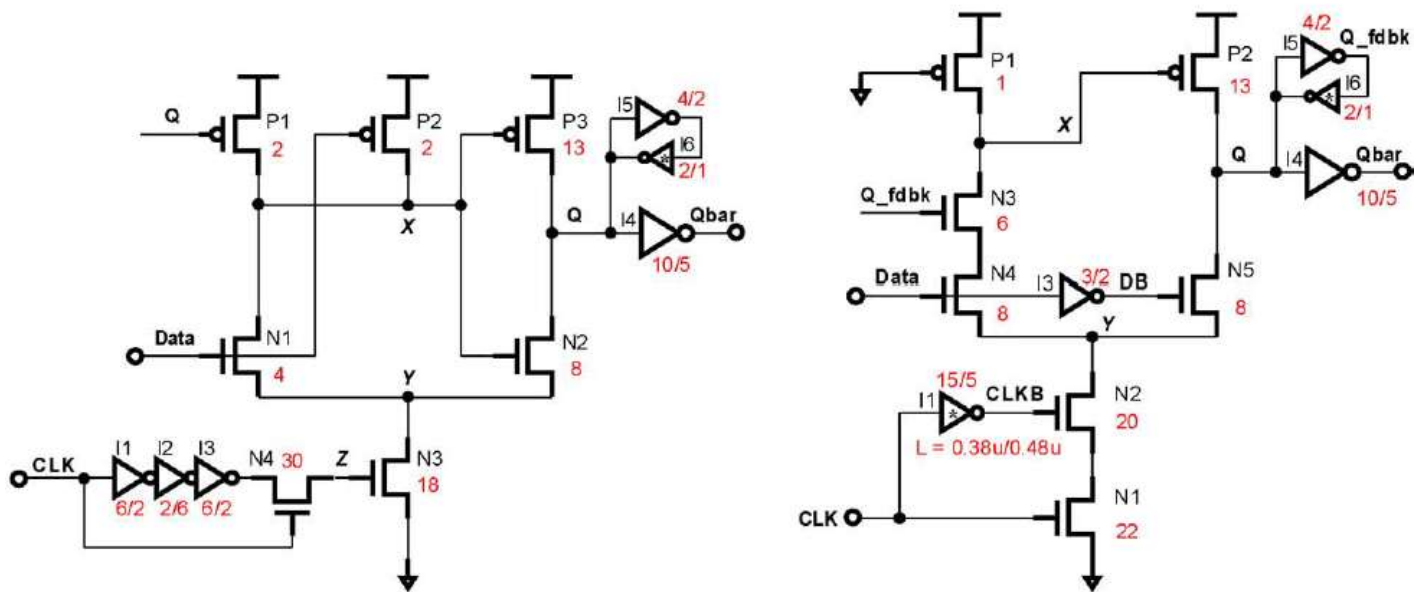 Q
P1
2
P2
2
P3
13
I5
4/2
I6
*
2/1
X
Q
I4
Qbar
10/5
Data
N1
4
N2
8
Y
CLK
I1
I2
I3
6/2
2/6
6/2
N4
30
Z
N3
18
P1
1
P2
13
I5
4/2
Q_fdbk
I6
*
2/1
X
Q
I4
Qbar
10/5
Q_fdbk
N3
6
Data
N4
8
I3
3/2
DB
N5
8
Y
15/5
I1
*
CLKB
N2
20
L = 0.38u/0.48u
CLK
N1
22